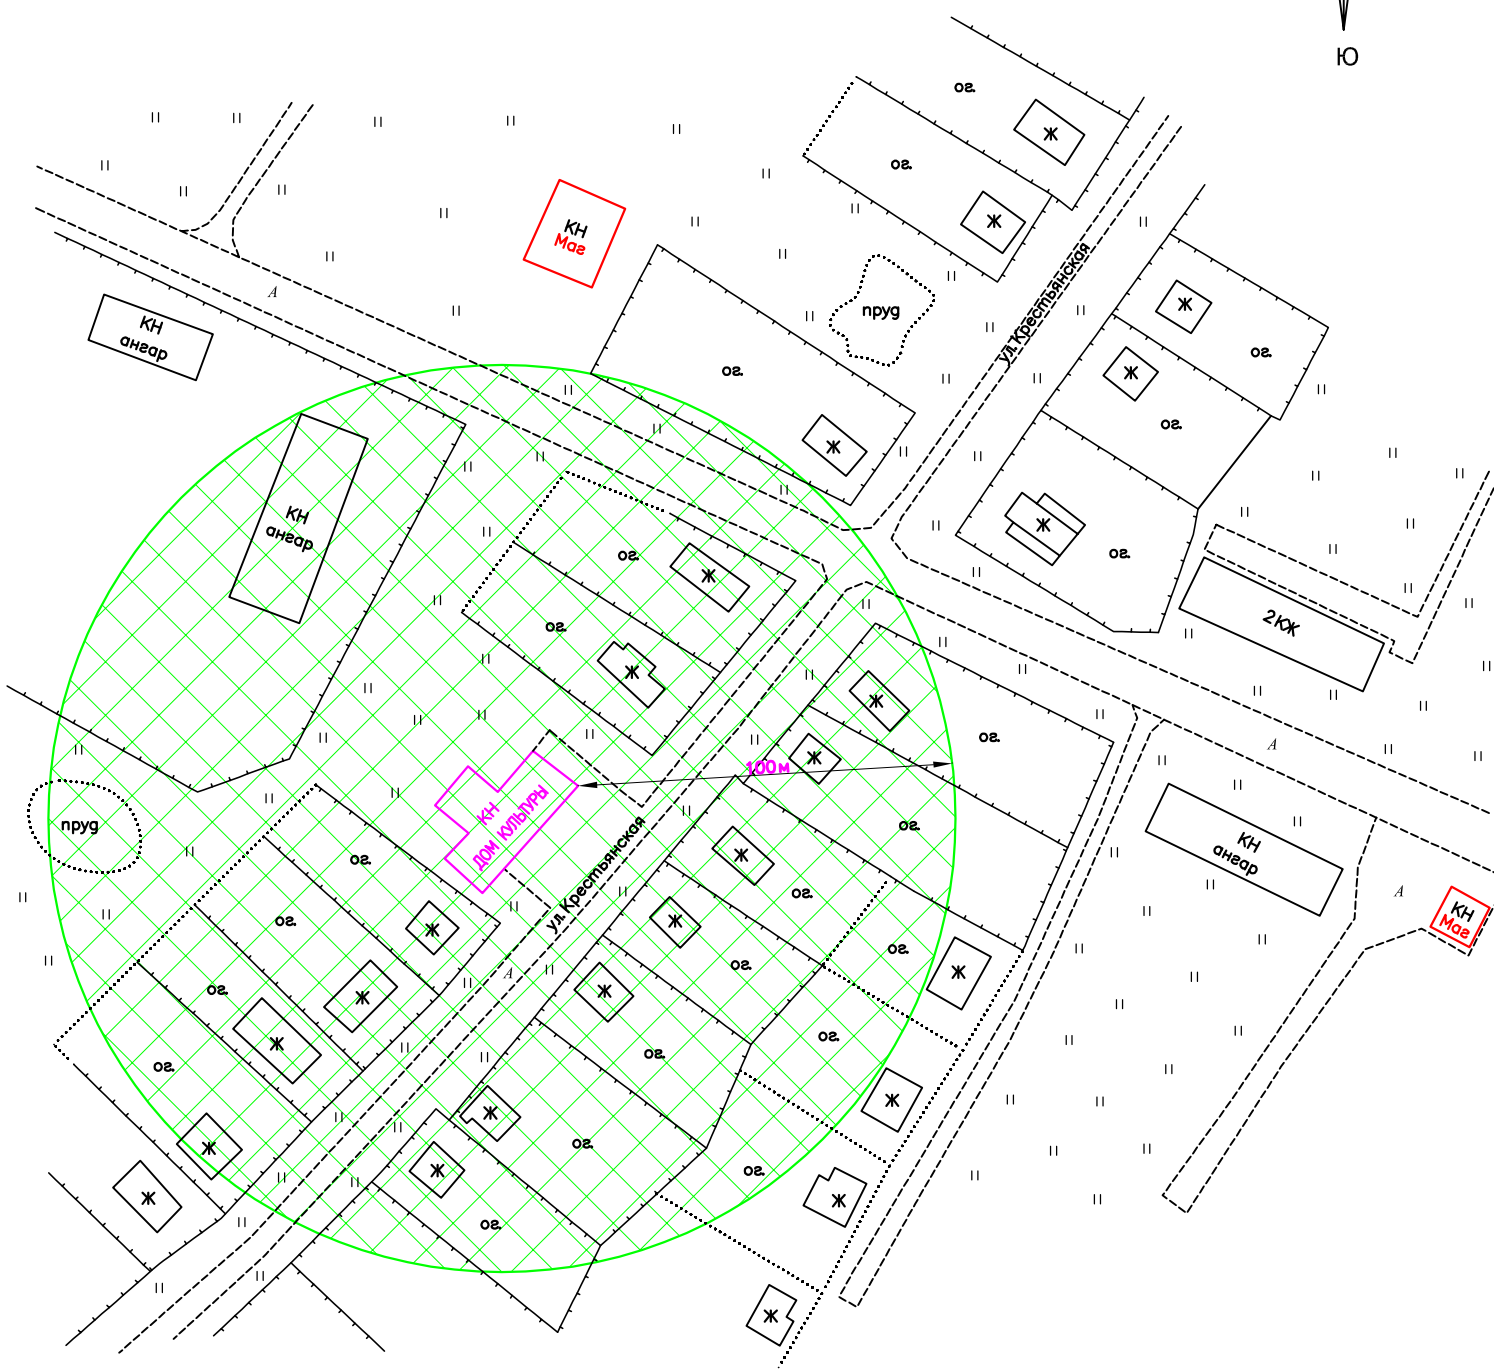 Ю
ог.
Ж
ог.
Ж
КН
Маг
ул. Крестьянская
А
КН
ангар
пруд
Ж
ог.
ог.
Ж
ог.
Ж
КН
ангар
ог.
Ж
ог.
Ж
Ж
ог.
2КЖ
ог.
Ж
Ж
ог.
А
Ж
100м
КН
ДОМ КУЛЬТУРЫ
пруд
ог.
Ж
ог.
КН
ангар
ог.
А
КН
Маг
ул. Крестьянская
ог.
Ж
Ж
ог.
ог.
А
Ж
ог.
Ж
Ж
ог.
Ж
ог.
ог.
Ж
Ж
Ж
ог.
ог.
Ж
Ж
ог.
Ж
Ж
ог.
Ж